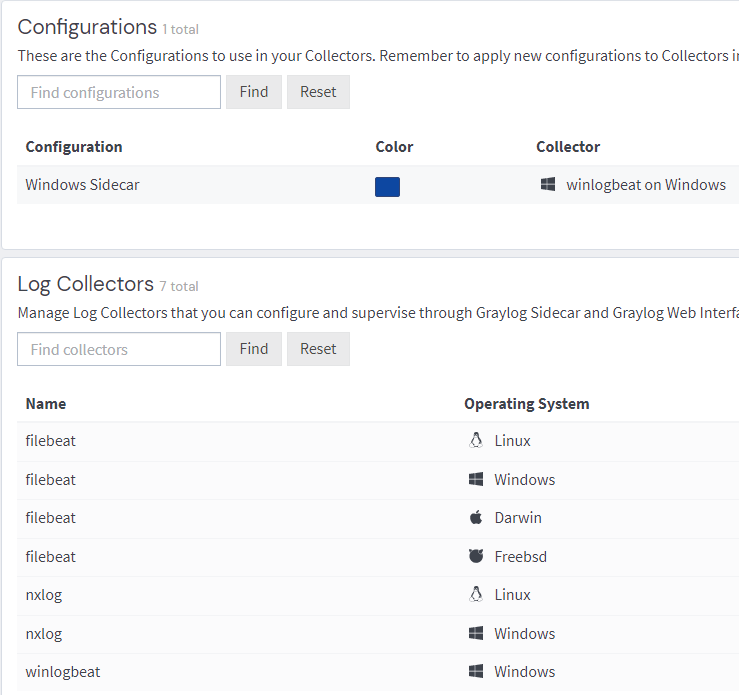 Configurations 1 total
These are the Configurations to use in your Collectors. Remember to apply new configurations to Collectors
Find configurations Find Reset
Configuration Color Collector
Windows Sidecar winlogbeat on Windows
Log Collectors 7 total
Manage Log Collectors that you can configure and supervise through Graylog Sidecar and Graylog Web
Find collectors Find Reset
Name Operating System
filebeat Linux
filebeat Windows
filebeat Darwin
filebeat Freebsd
nxlog Linux
nxlog Windows
winlogbeat Windows